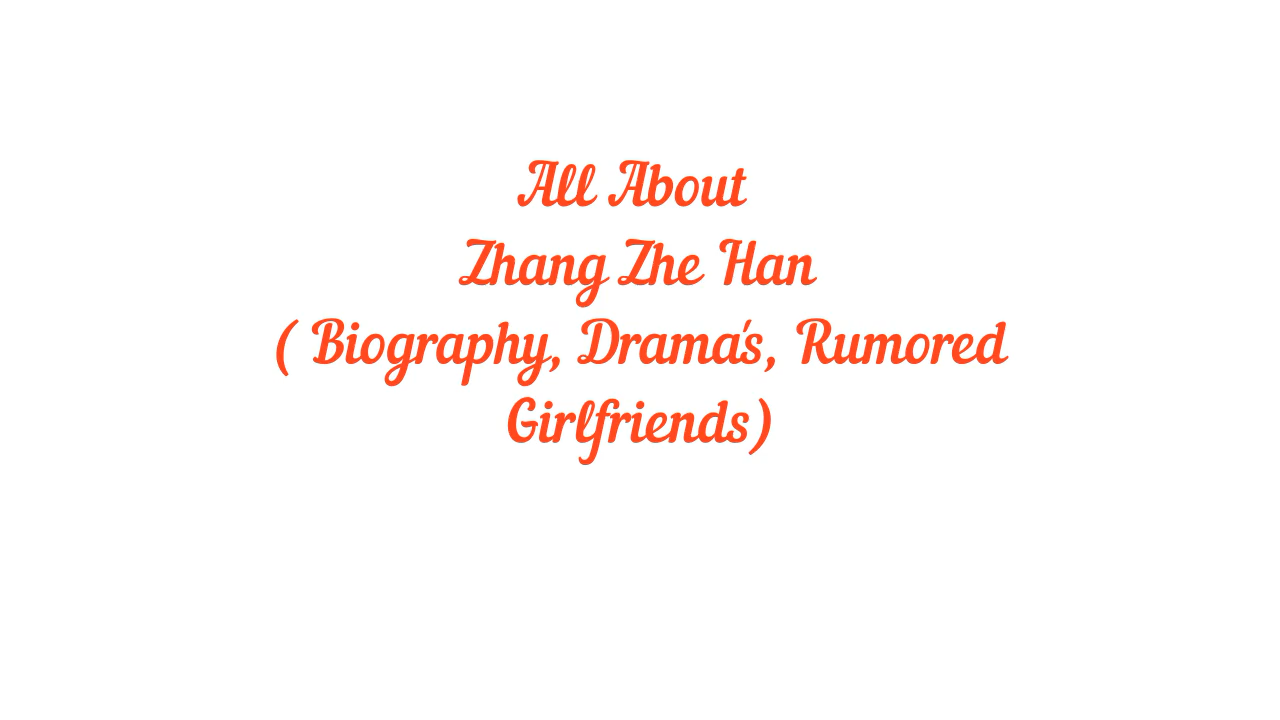 All About
Zhang Zhe Han
( Biography, Drama's, Rumored
Girlfriends)